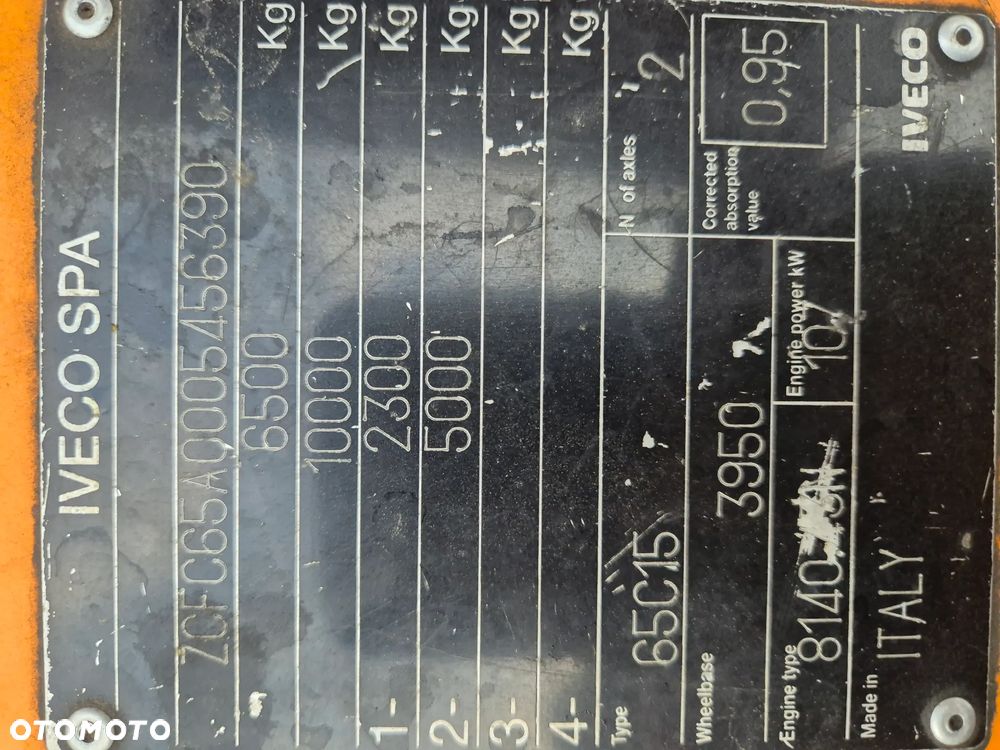 IVECO SPA
ZCFC65A0005456390
6500 Kg
10000 Kg
1- 2300 Kg
2- 5000 Kg
3- Kg
4- Kg
Type 65C15 N of axles 2
Wheelbase 3950 Corrected absorption value 0,95
Engine type 8140. Engine power kW 107
Made in ITALY IVECO
OTOMOTO